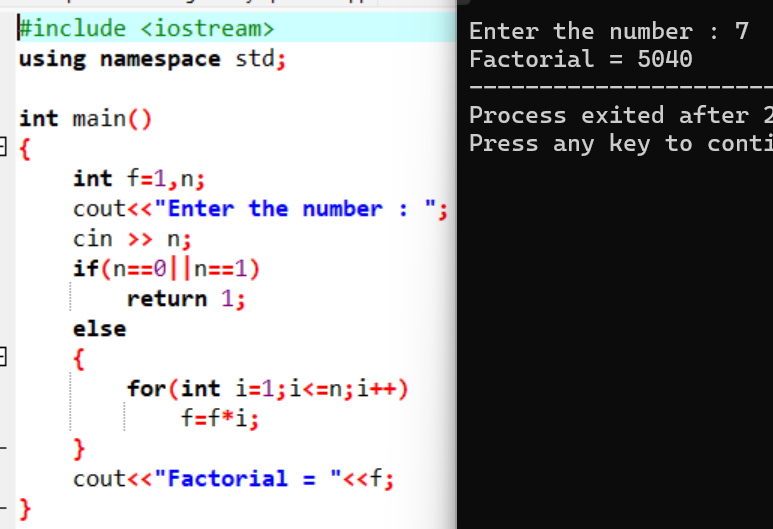 #include <iostream>
using namespace std;
int main()
{
int f=1,n;
cout<<"Enter the number : ";
cin >> n;
if(n==0||n==1)
return 1;
else
{
for(int i=1;i<=n;i++)
f=f*i;
}
cout<<"Factorial = "<<f;
}
Enter the number : 7
Factorial = 5040
--------------------------------
Process exited after 2
Press any key to conti